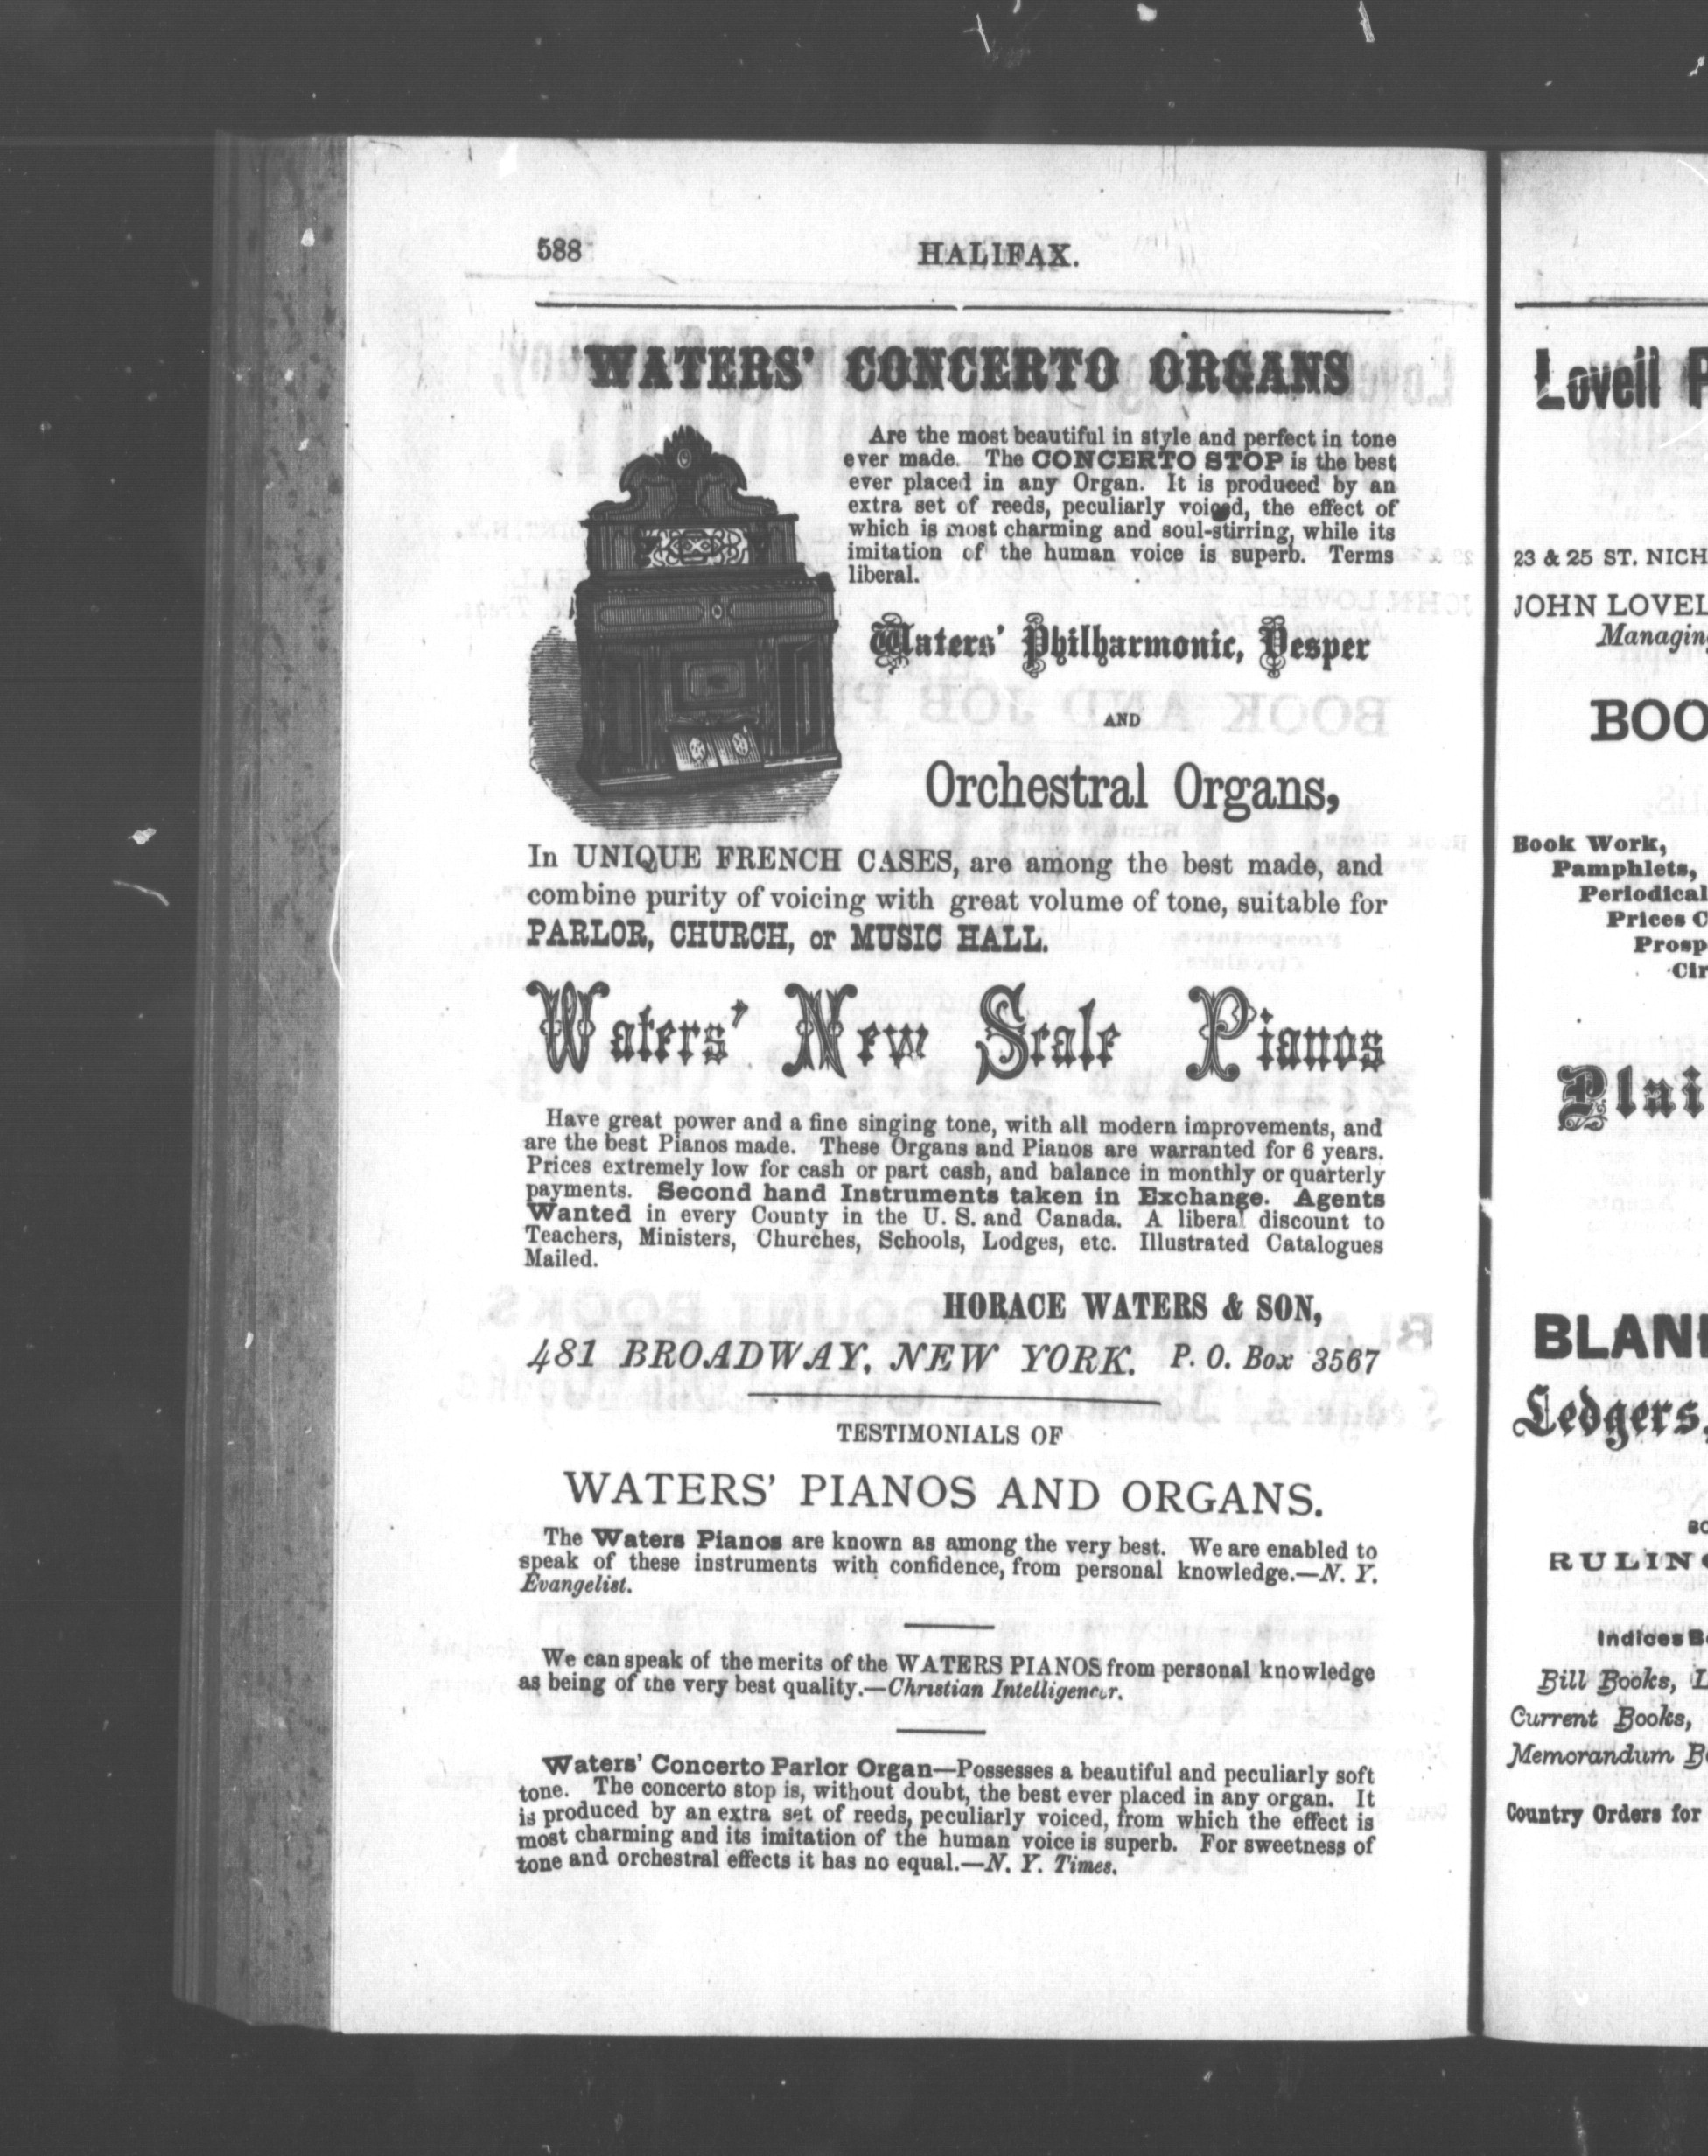 588
HALIFAX.
WATERS' CONCERTO ORGANS
Are the most beautiful in style and perfect in tone
ever made. The CONCERTO STOP is the best
ever placed in any Organ. It is produced by an
extra set of reeds, peculiarly voiced, the effect of
which is most charming and soul-stirring, while its
imitation of the human voice is superb. Terms
liberal.
Waters' Philharmonic, Vesper
AND
Orchestral Organs,
In UNIQUE FRENCH CASES, are among the best made, and
combine purity of voicing with great volume of tone, suitable for
PARLOR, CHURCH, or MUSIC HALL.
Waters' New Scale Pianos
Have great power and a fine singing tone, with all modern improvements, and
are the best Pianos made. These Organs and Pianos are warranted for 6 years.
Prices extremely low for cash or part cash, and balance in monthly or quarterly
payments. Second hand Instruments taken in Exchange. Agents
Wanted in every County in the U. S. and Canada. A liberal discount to
Teachers, Ministers, Churches, Schools, Lodges, etc. Illustrated Catalogues
Mailed.
HORACE WATERS & SON,
481 BROADWAY, NEW YORK. P. O. Box 3567
TESTIMONIALS OF
WATERS' PIANOS AND ORGANS.
The Waters Pianos are known as among the very best. We are enabled to
speak of these instruments with confidence, from personal knowledge.—N. Y.
Evangelist.
We can speak of the merits of the WATERS PIANOS from personal knowledge
as being of the very best quality.—Christian Intelligencer.
Waters' Concerto Parlor Organ—Possesses a beautiful and peculiarly soft
tone. The concerto stop is, without doubt, the best ever placed in any organ. It
is produced by an extra set of reeds, peculiarly voiced, from which the effect is
most charming and its imitation of the human voice is superb. For sweetness of
tone and orchestral effects it has no equal.—N. Y. Times.
Lovell P
23 & 25 ST. NICH
JOHN LOVEL
Managin
BOO
Book Work,
Pamphlets,
Periodical
Prices C
Prosp
Cir
Plai
BLAN
Ledgers,
RULIN
Indices B
Bill Books, L
Current Books,
Memorandum B
Country Orders for